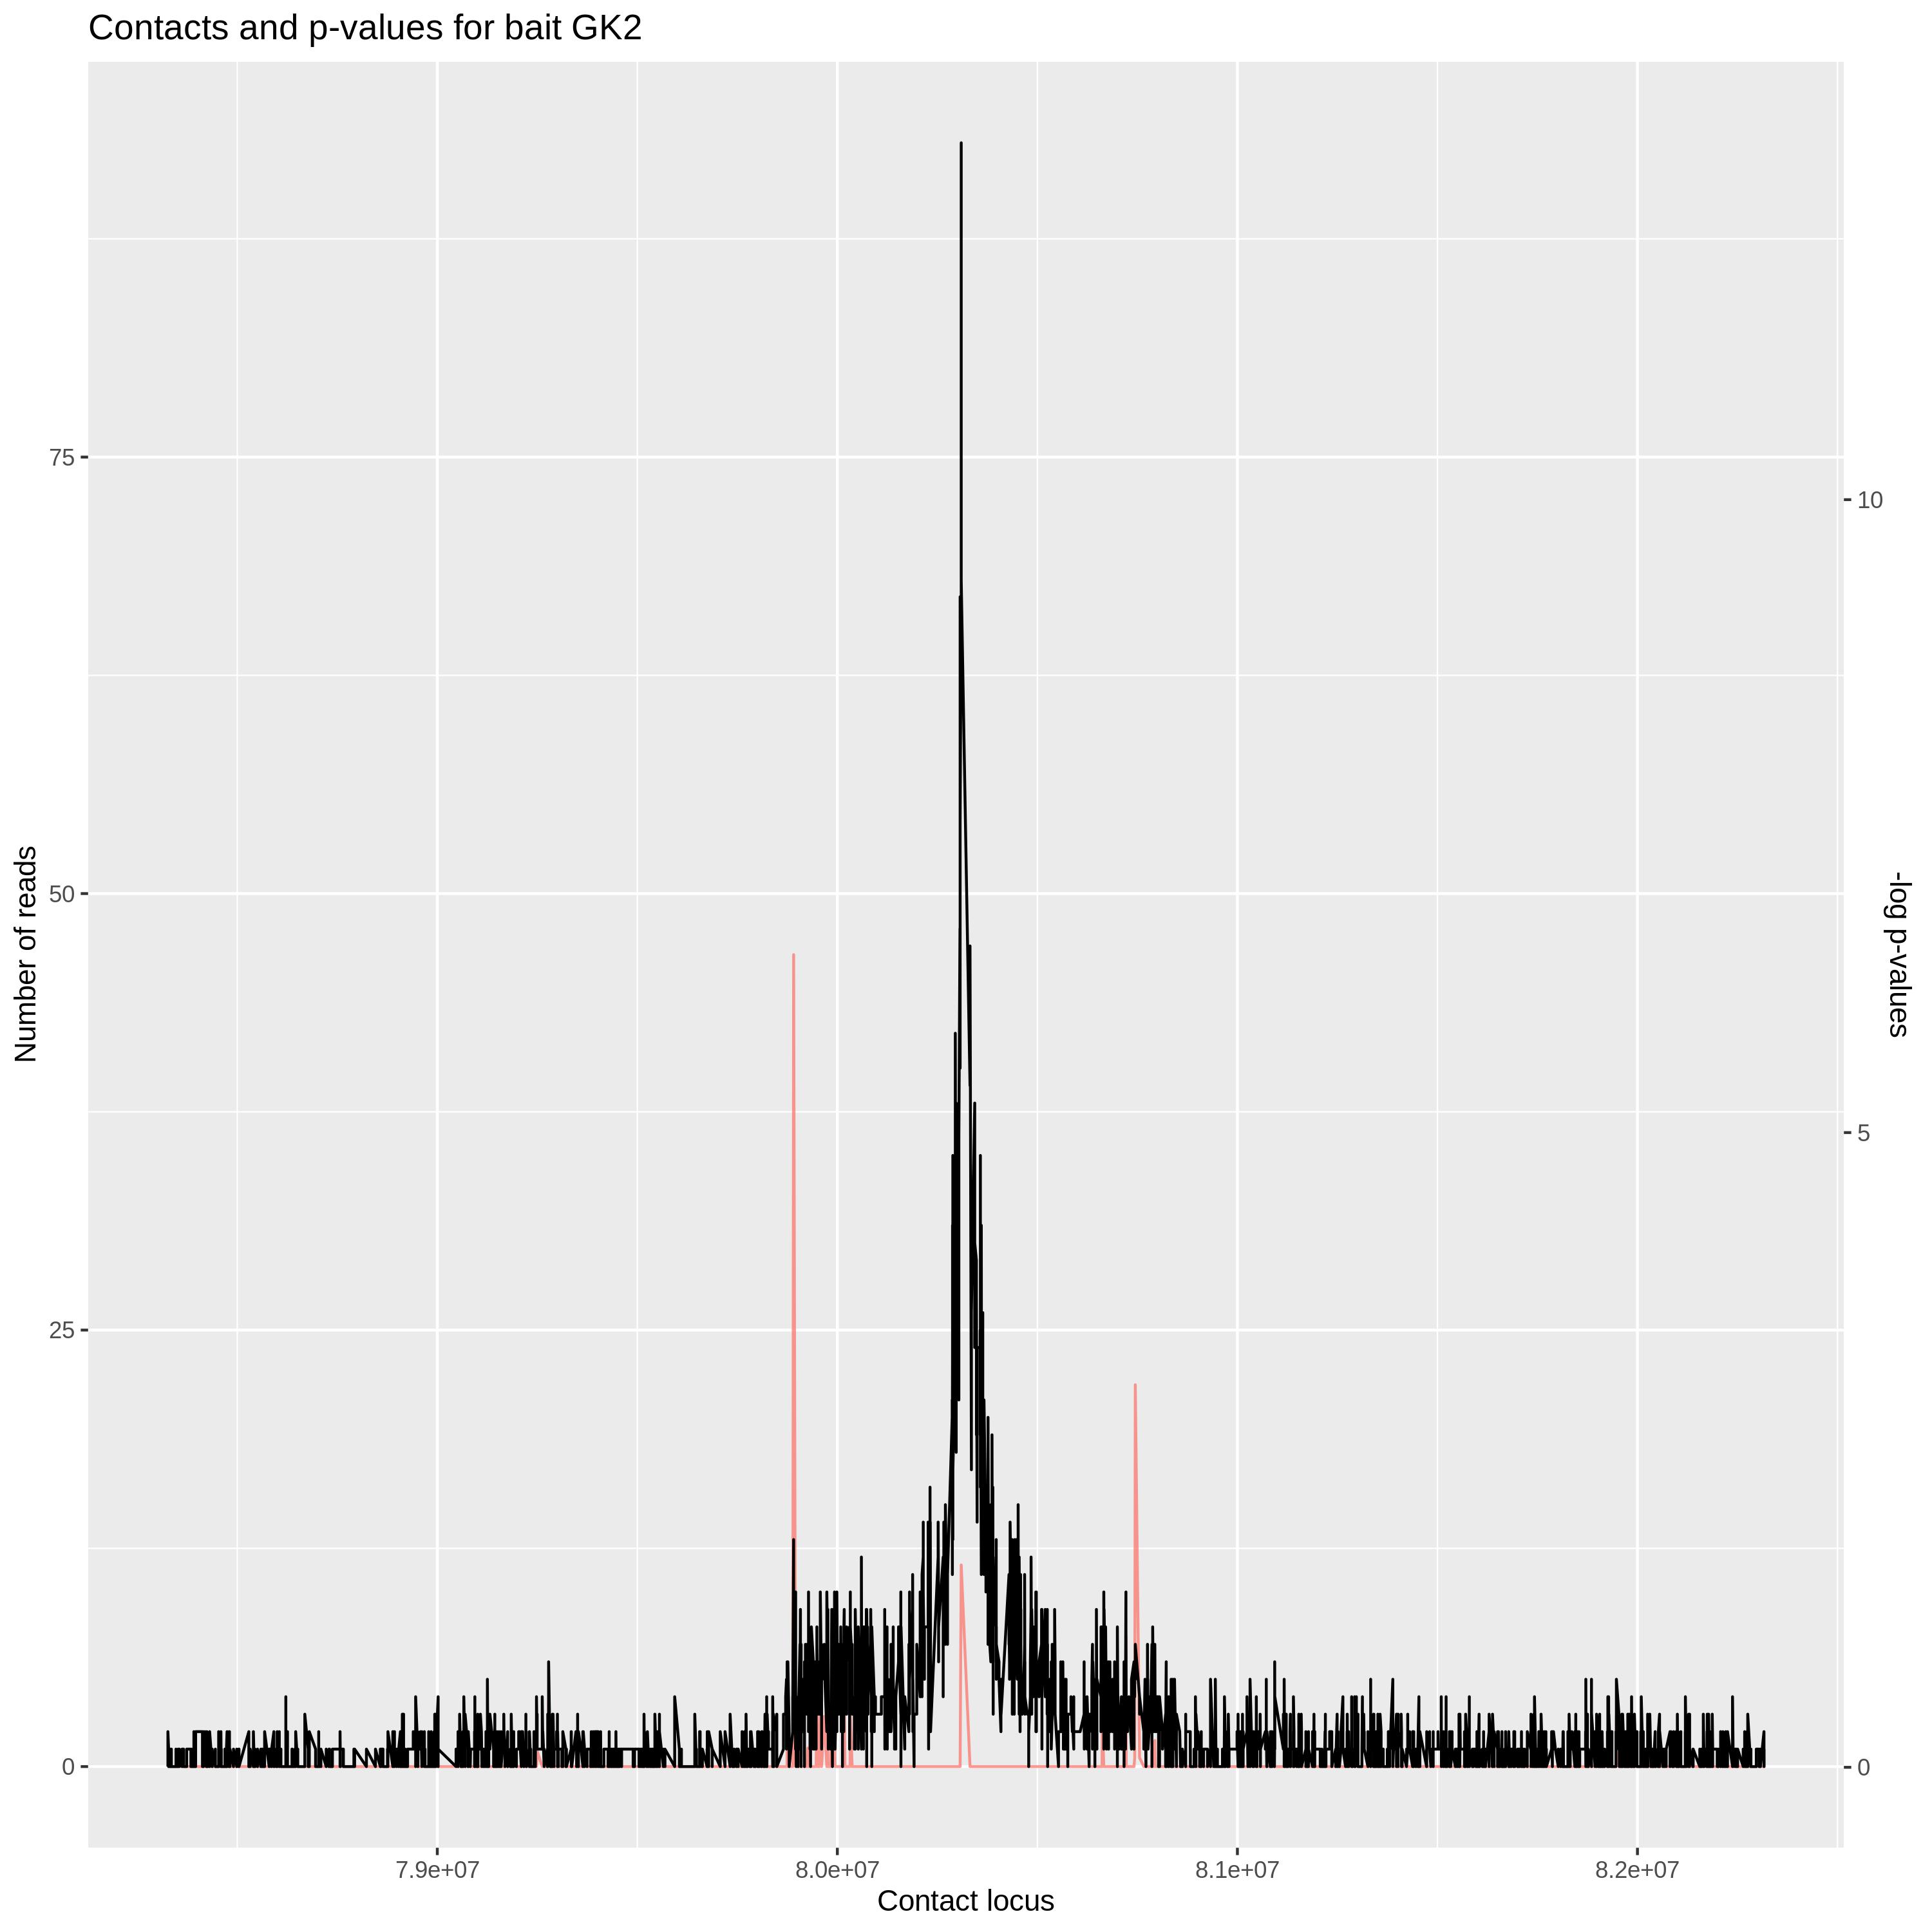 Contacts and p-values for bait GK2
75
50
25
0
Number of reads
10
5
0
-log p-values
7.9e+07
8.0e+07
8.1e+07
8.2e+07
Contact locus